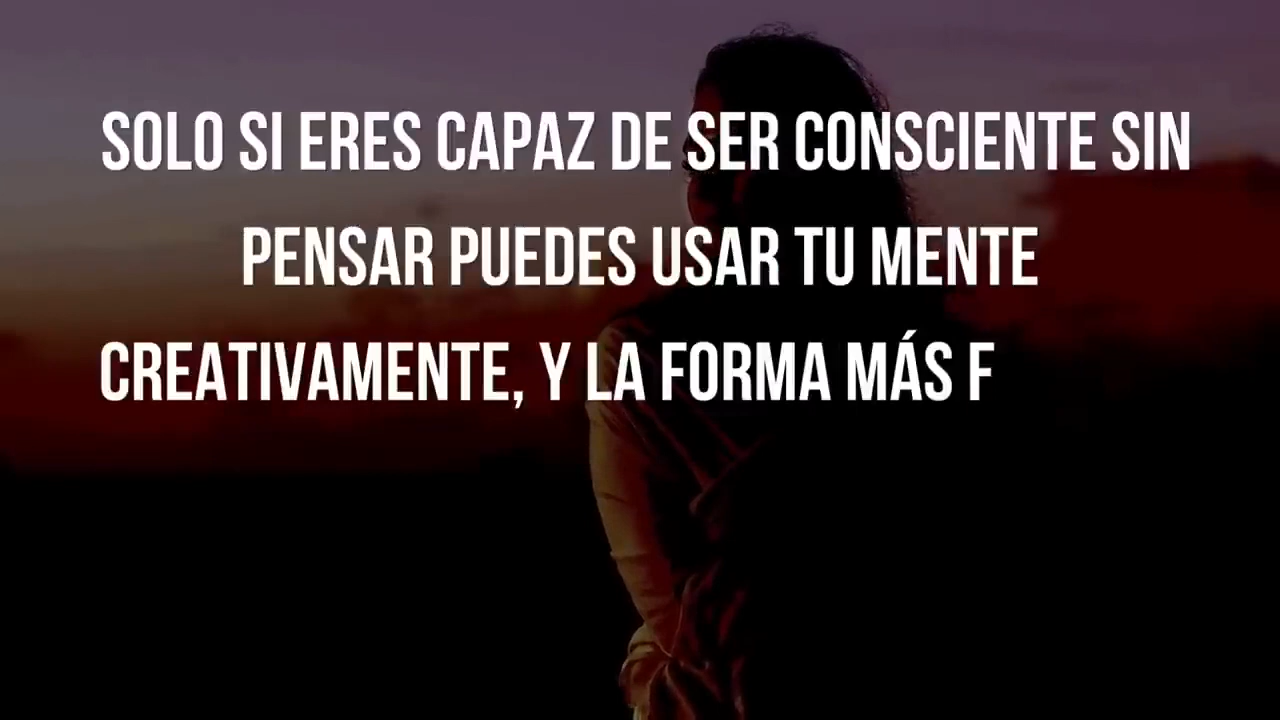 SOLO SI ERES CAPAZ DE SER CONSCIENTE SIN
PENSAR PUEDES USAR TU MENTE
CREATIVAMENTE, Y LA FORMA MÁS F